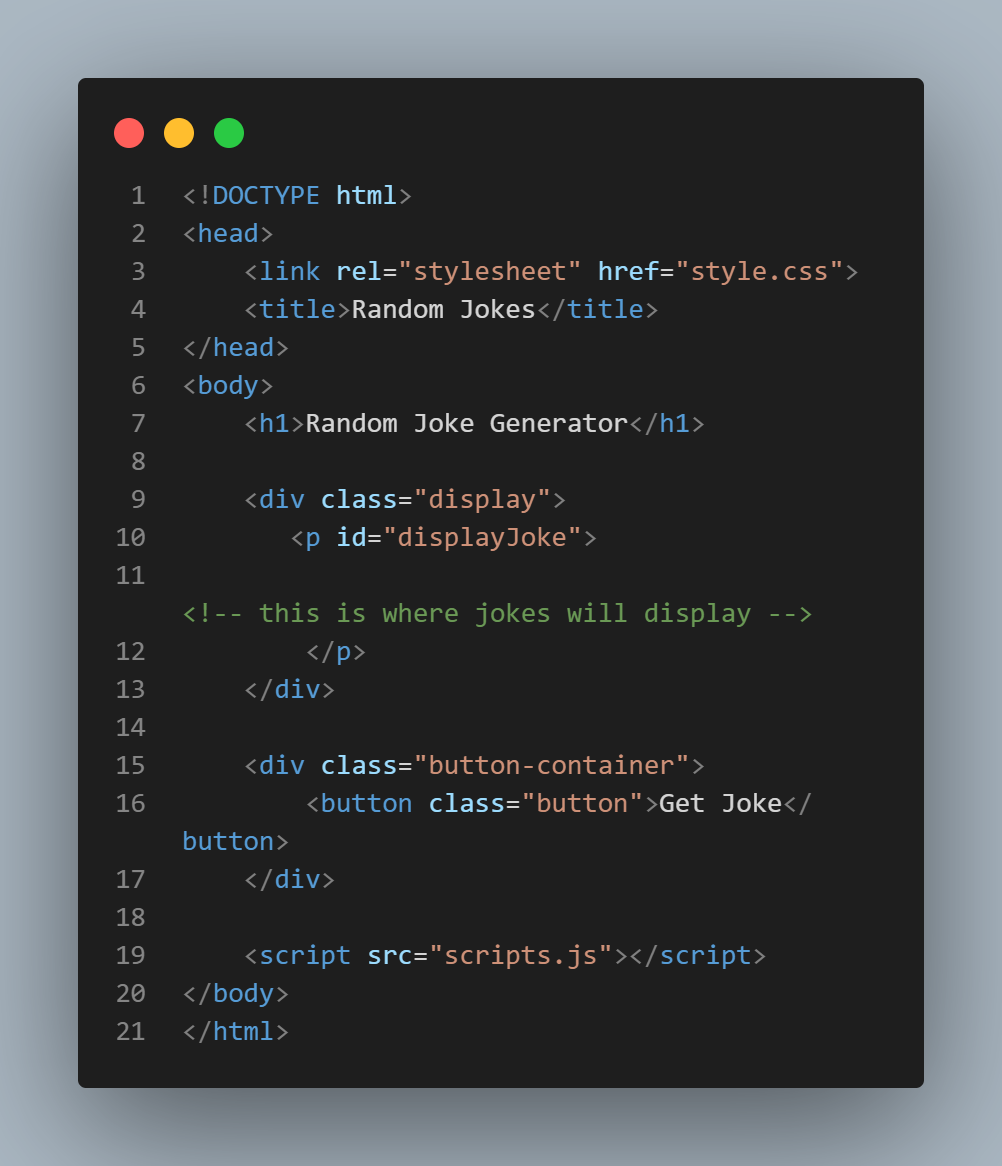 1 <!DOCTYPE html>
2 <head>
3     <link rel="stylesheet" href="style.css">
4     <title>Random Jokes</title>
5 </head>
6 <body>
7     <h1>Random Joke Generator</h1>
8
9     <div class="display">
10        <p id="displayJoke">
11
<!-- this is where jokes will display -->
12         </p>
13     </div>
14
15     <div class="button-container">
16         <button class="button">Get Joke</
button>
17     </div>
18
19     <script src="scripts.js"></script>
20 </body>
21 </html>